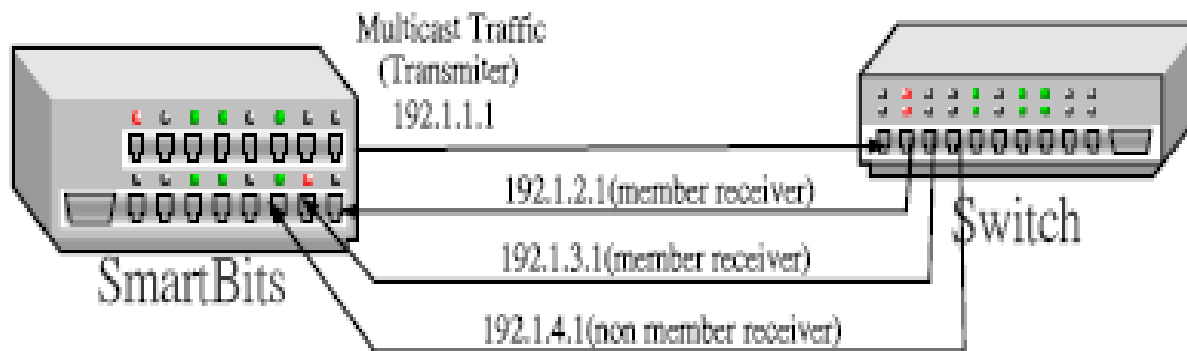 Multicast Traffic
(Transmiter)
192.1.1.1
192.1.2.1(member receiver)
Switch
192.1.3.1(member receiver)
SmartBits
192.1.4.1(non member receiver)